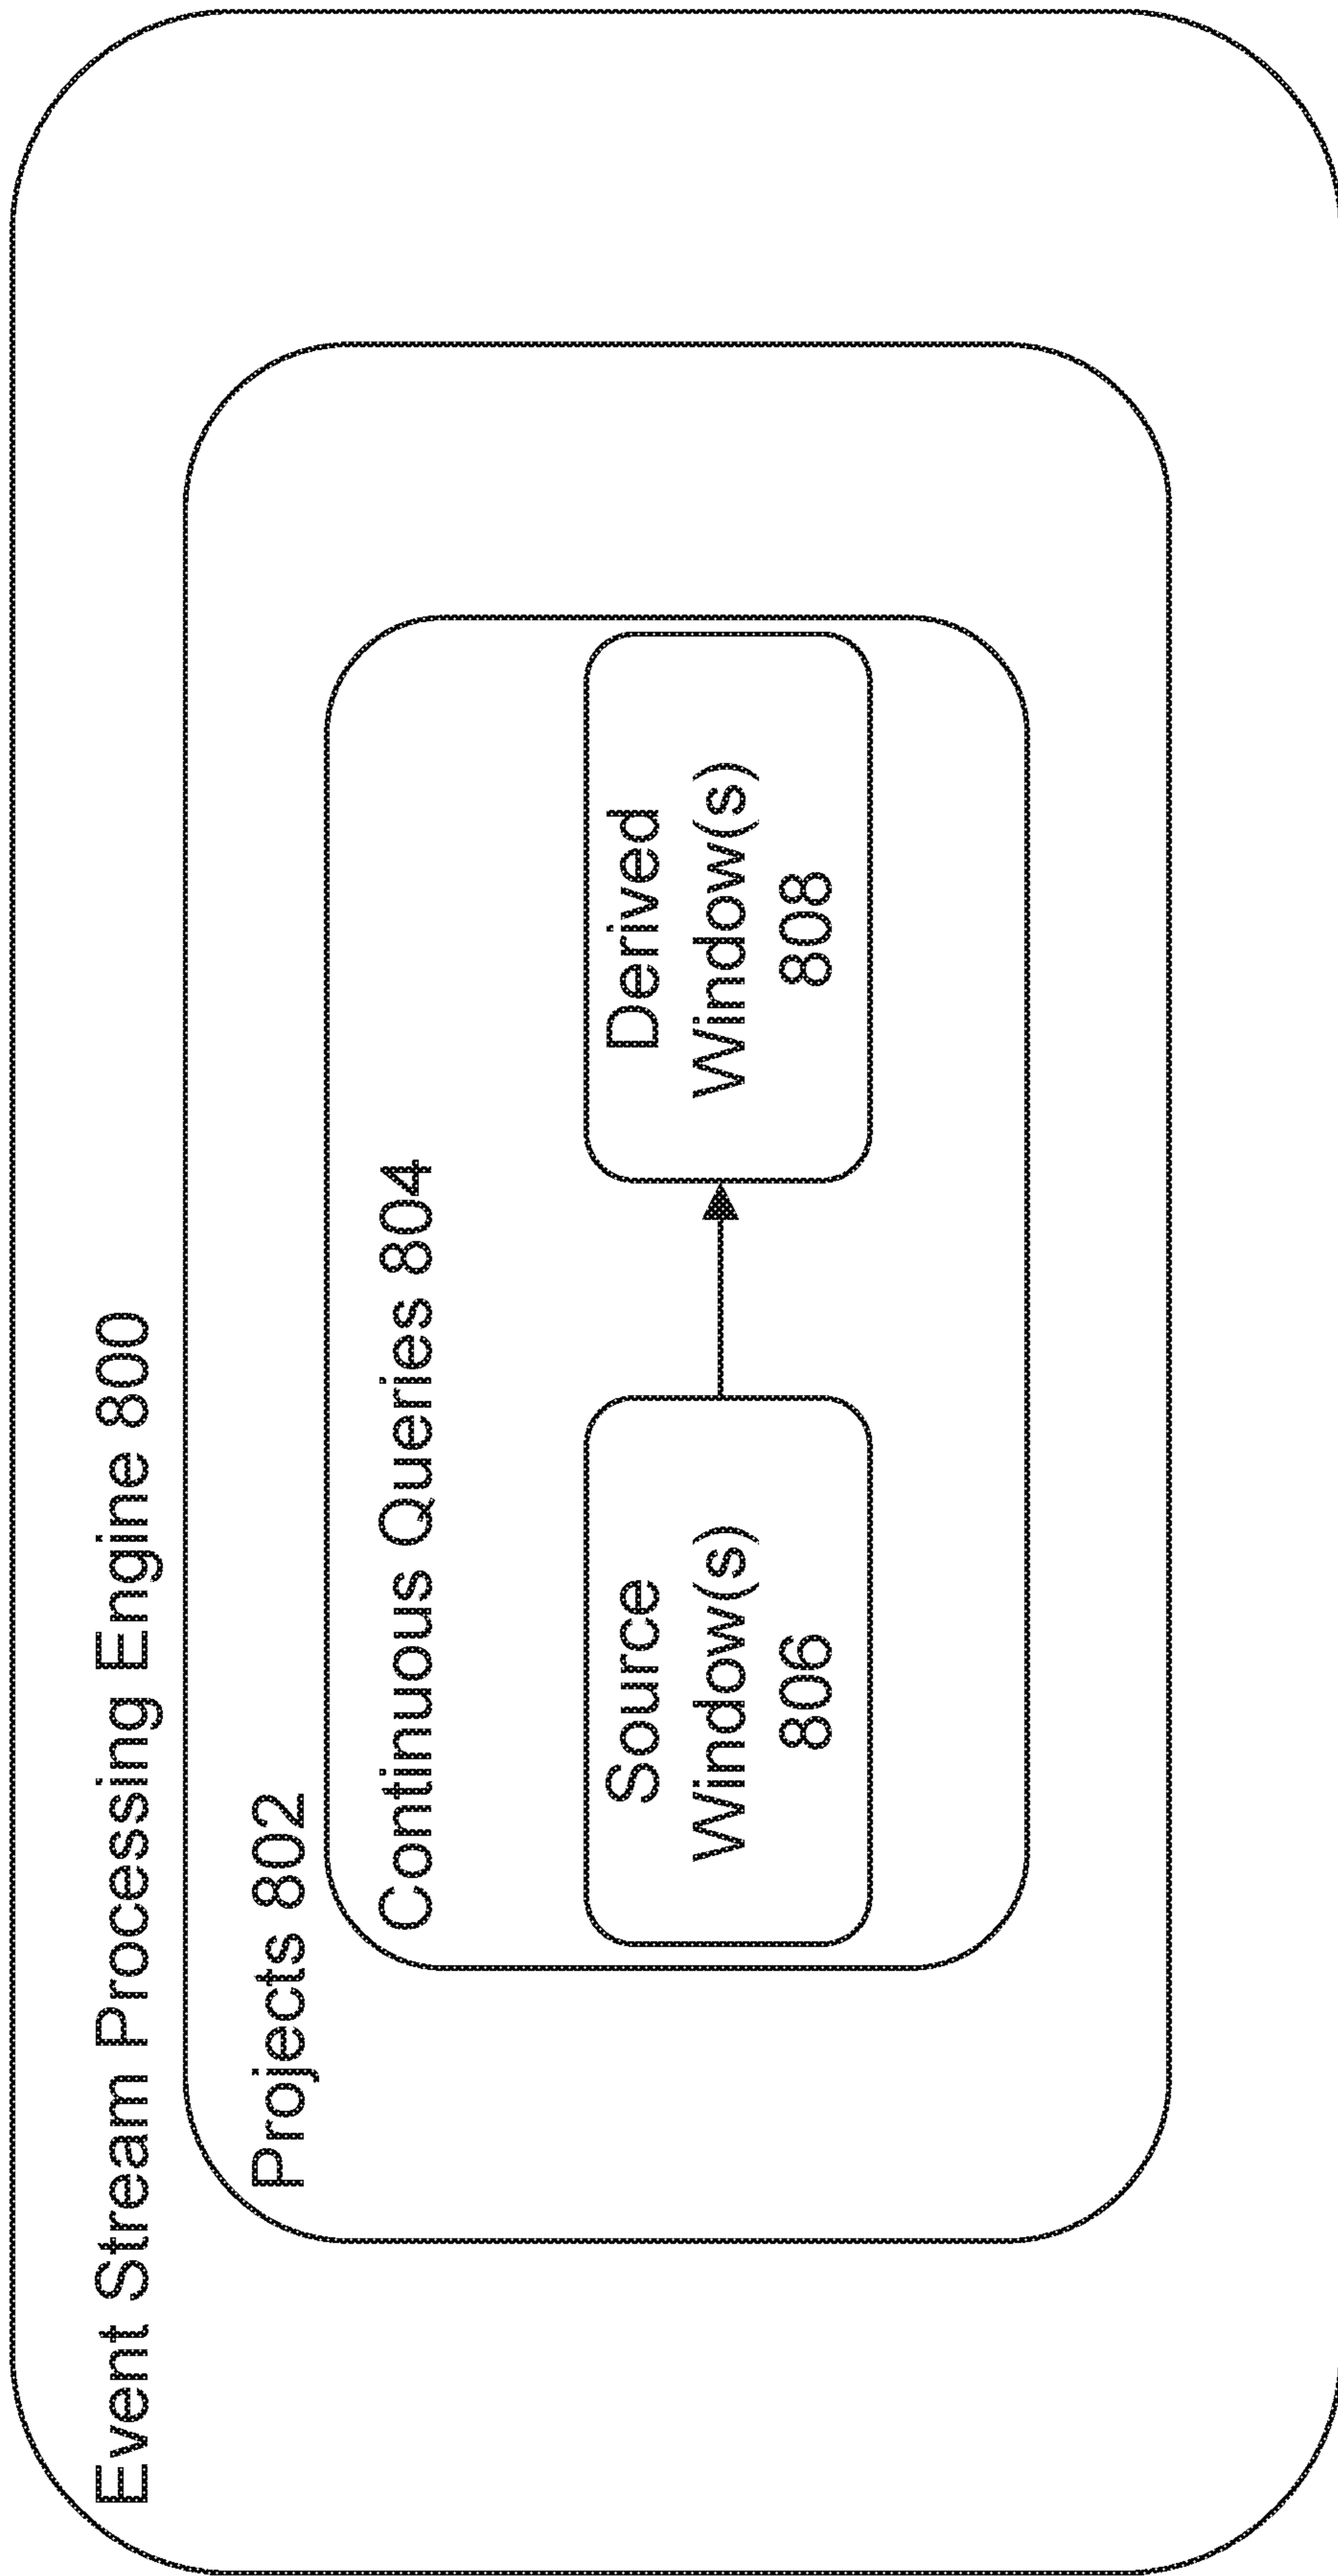 Event Stream Processing Engine 800
Projects 802
Continuous Queries 804
Source
Window(s)
806
Derived
Window(s)
808